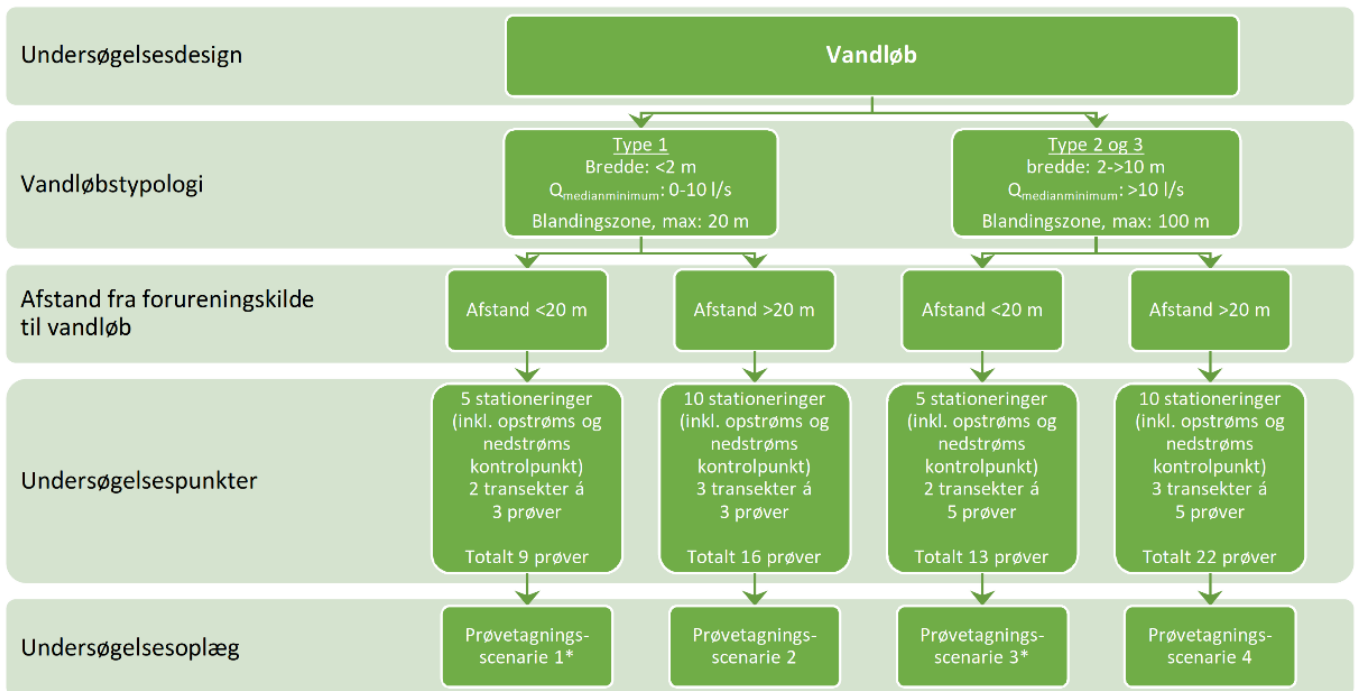 Undersøgelsesdesign
Vandløb
Vandløbstypologi
Type 1
Bredde: <2 m
Qmedianminimum: 0-10 l/s
Blandingszone, max: 20 m
Type 2 og 3
bredde: 2->10 m
Qmedianminimum: >10 l/s
Blandingszone, max: 100 m
Afstand fra forureningskilde
til vandløb
Afstand <20 m
Afstand >20 m
Afstand <20 m
Afstand >20 m
Undersøgelsespunkter
5 stationeringer
(inkl. opstrøms og
nedstrøms
kontrolpunkt)
2 transekter á
3 prøver
Totalt 9 prøver
10 stationeringer
(inkl. opstrøms og
nedstrøms
kontrolpunkt)
3 transekter á
3 prøver
Totalt 16 prøver
5 stationeringer
(inkl. opstrøms og
nedstrøms
kontrolpunkt)
2 transekter á
5 prøver
Totalt 13 prøver
10 stationeringer
(inkl. opstrøms og
nedstrøms
kontrolpunkt)
3 transekter á
5 prøver
Totalt 22 prøver
Undersøgelsesoplæg
Prøvetagnings-
scenarie 1*
Prøvetagnings-
scenarie 2
Prøvetagnings-
scenarie 3*
Prøvetagnings-
scenarie 4